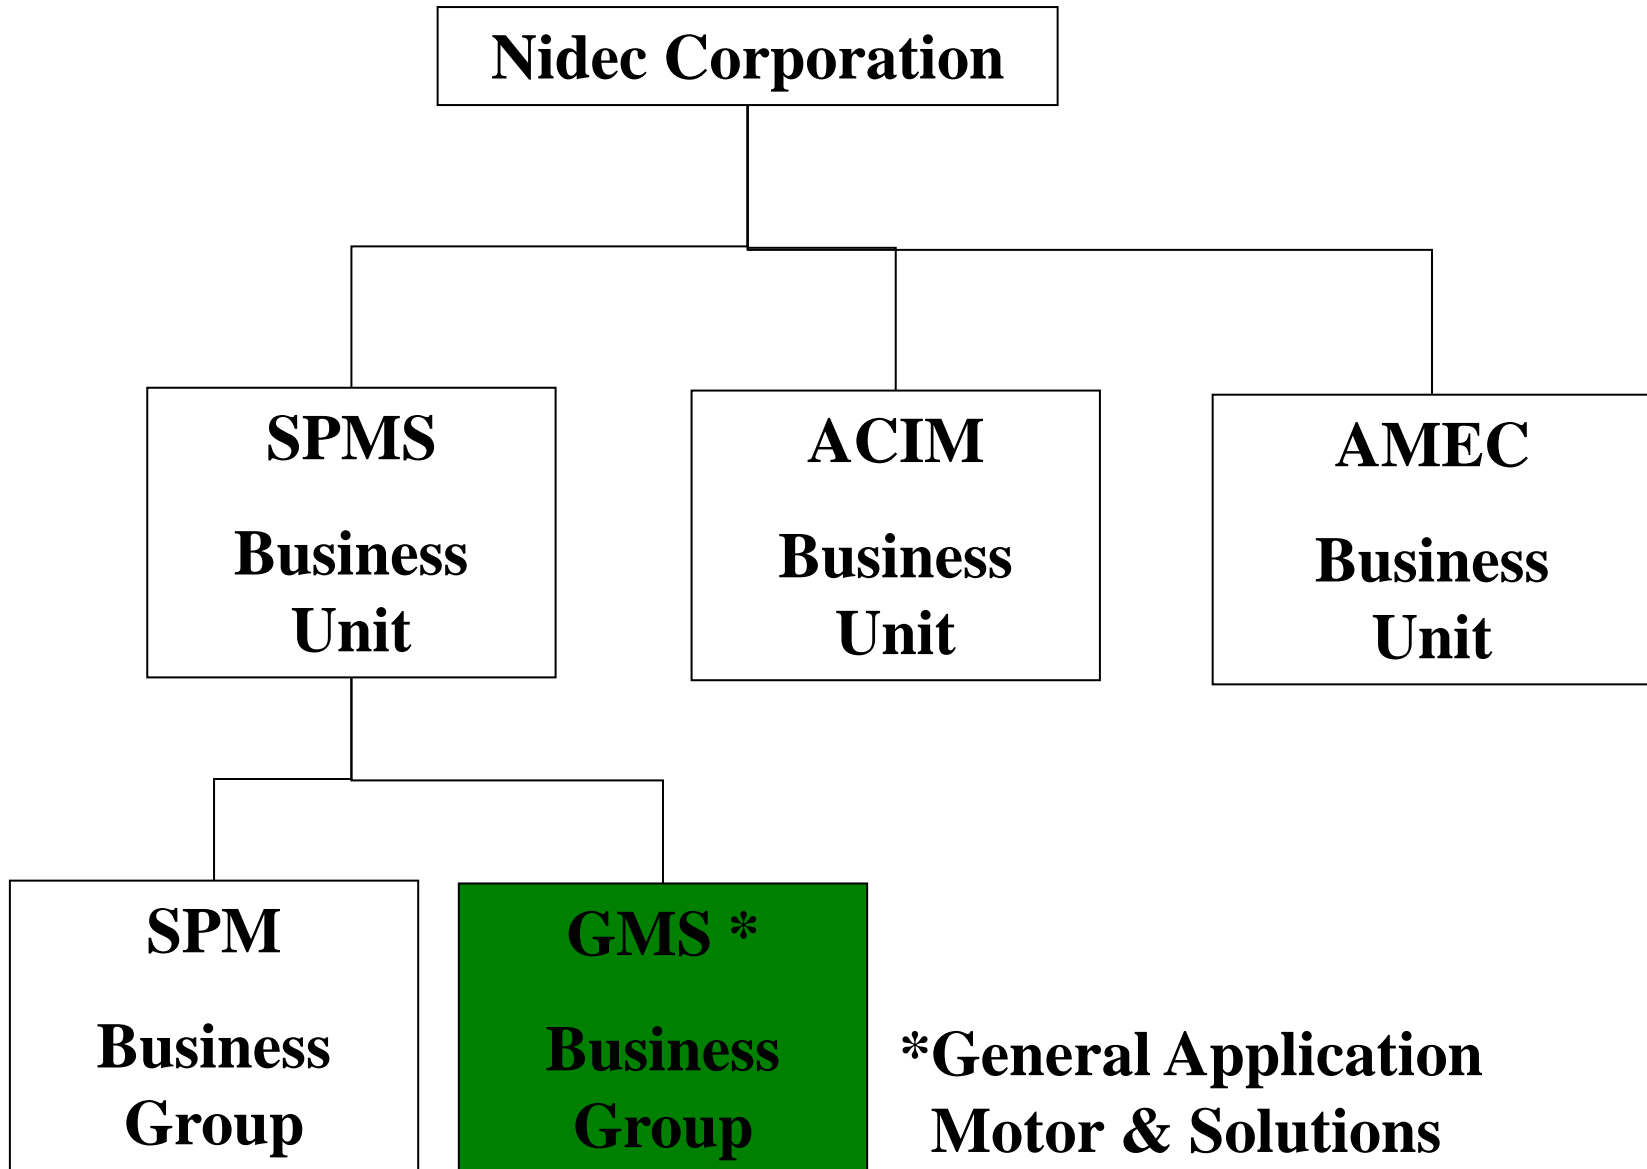 Nidec Corporation
SPMS
Business
Unit
ACIM
Business
Unit
AMEC
Business
Unit
SPM
Business
Group
GMS *
Business
Group
*General Application
Motor & Solutions